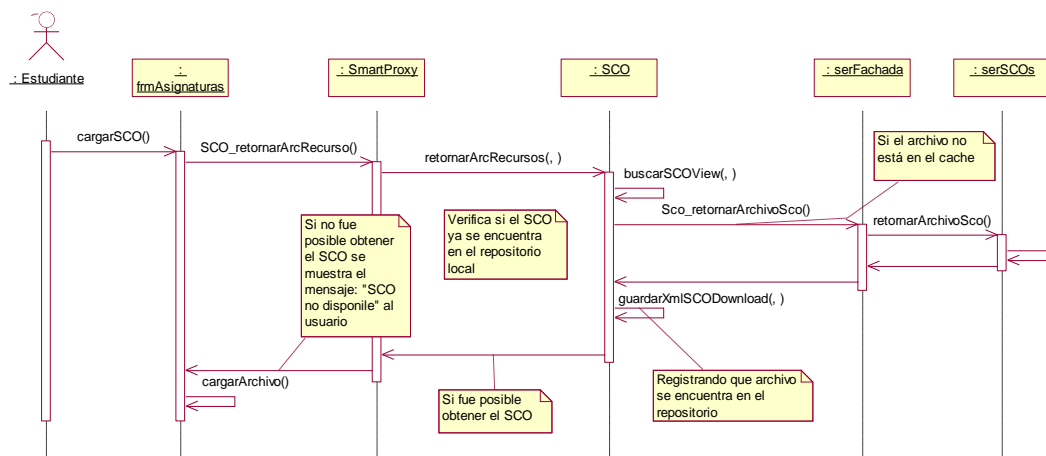 : Estudiante
:
frmAsignaturas
: SmartProxy
: SCO
: serFachada
: serSCOs
cargarSCO()
SCO_retornarArcRecurso()
retornarArcRecursos(, )
buscarSCOView(, )
Si el archivo no
está en el cache
Sco_retornarArchivoSco()
retornarArchivoSco()
Si no fue
posible obtener
el SCO se
muestra el
mensaje: "SCO
no disponile" al
usuario
Verifica si el SCO
ya se encuentra
en el repositorio
local
guardarXmlSCODownload(, )
cargarArchivo()
Si fue posible
obtener el SCO
Registrando que archivo
se encuentra en el
repositorio